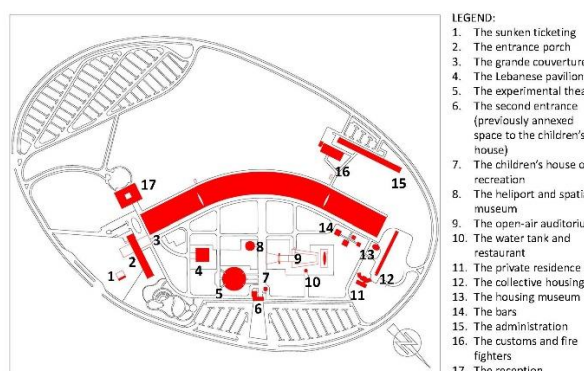 17
16
15
14
13
3
2
4
8
9
1
5
7
10
12
11
6
LEGEND:
1. The sunken ticketing
2. The entrance porch
3. The grande couverture
4. The Lebanese pavilion
5. The experimental thea
6. The second entrance
(previously annexed
space to the children's
house)
7. The children's house o
recreation
8. The heliport and spati
museum
9. The open-air auditoriu
10. The water tank and
restaurant
11. The private residence
12. The collective housing
13. The housing museum
14. The bars
15. The administration
16. The customs and fire
fighters
17. The reception